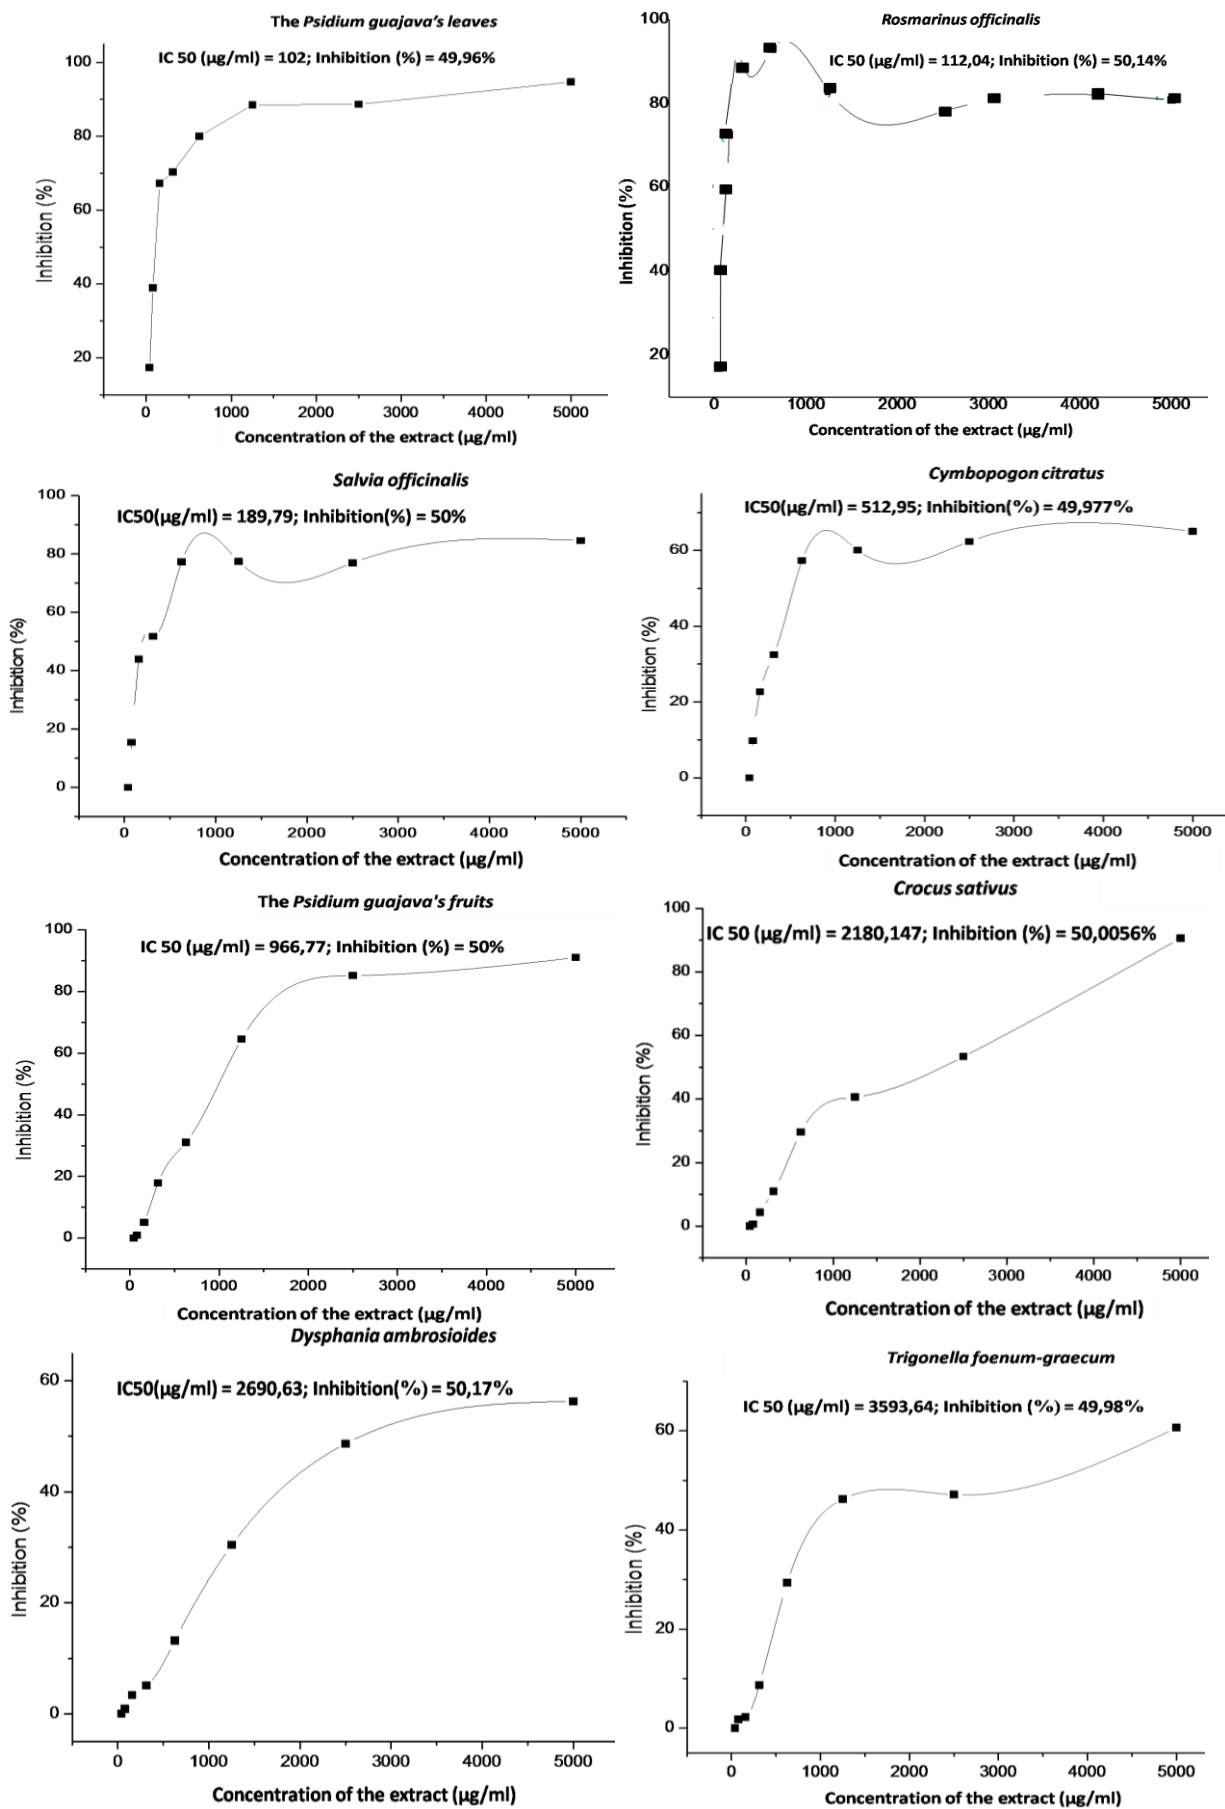 The Psidium guajava's leaves
IC 50 (µg/ml) = 102; Inhibition (%) = 49,96%
100
80
60
40
20
Inhibition (%)
0 1000 2000 3000 4000 5000
Concentration of the extract (µg/ml)
Rosmarinus officinalis
IC 50 (µg/ml) = 112,04; Inhibition (%) = 50,14%
100
80
60
40
20
Inhibition (%)
0 1000 2000 3000 4000 5000
Concentration of the extract (µg/ml)
Salvia officinalis
IC50(µg/ml) = 189,79; Inhibition(%) = 50%
100
80
60
40
20
0
Inhibition (%)
0 1000 2000 3000 4000 5000
Concentration of the extract (µg/ml)
Cymbopogon citratus
IC50(µg/ml) = 512,95; Inhibition(%) = 49,977%
60
40
20
0
Inhibition (%)
0 1000 2000 3000 4000 5000
Concentration of the extract (µg/ml)
The Psidium guajava's fruits
IC 50 (µg/ml) = 966,77; Inhibition (%) = 50%
100
80
60
40
20
0
Inhibition (%)
0 1000 2000 3000 4000 5000
Concentration of the extract (µg/ml)
Crocus sativus
IC 50 (µg/ml) = 2180,147; Inhibition (%) = 50,0056%
100
80
60
40
20
0
Inhibition (%)
0 1000 2000 3000 4000 5000
Concentration of the extract (µg/ml)
Dysphania ambrosioides
IC50(µg/ml) = 2690,63; Inhibition(%) = 50,17%
60
40
20
0
Inhibition (%)
0 1000 2000 3000 4000 5000
Concentration of the extract (µg/ml)
Trigonella foenum-graecum
IC 50 (µg/ml) = 3593,64; Inhibition (%) = 49,98%
60
40
20
0
Inhibition (%)
0 1000 2000 3000 4000 5000
Concentration of the extract (µg/ml)